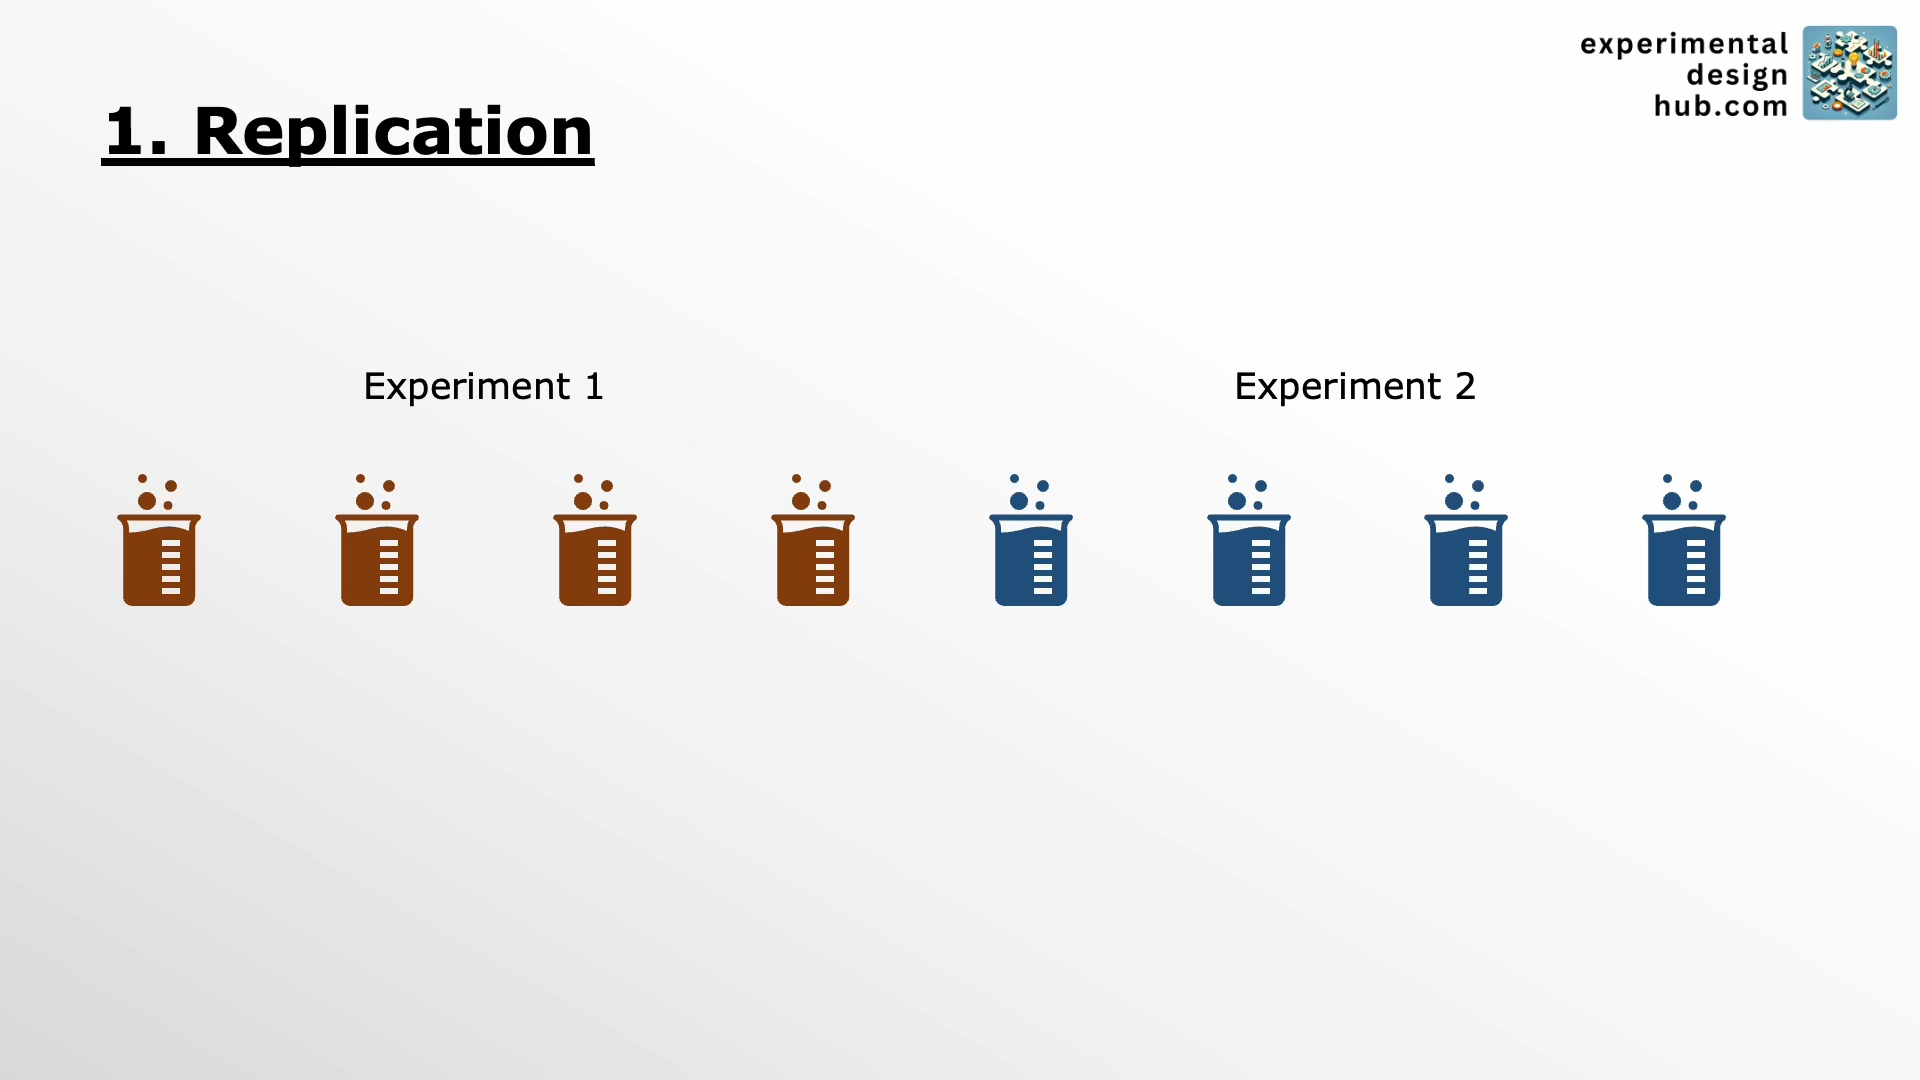 experimental
design
hub.com
1. Replication
Experiment 1
Experiment 2